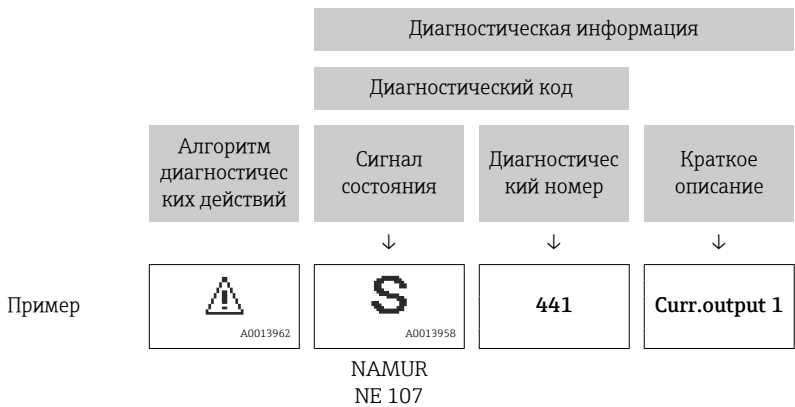 Диагностическая информация
Диагностический код
Алгоритм
диагностичес
ких действий
Сигнал
состояния
Диагностичес
кий номер
Краткое
описание
↓ ↓ ↓
Пример
A0013962
S
A0013958
441
Curr.output 1
NAMUR
NE 107